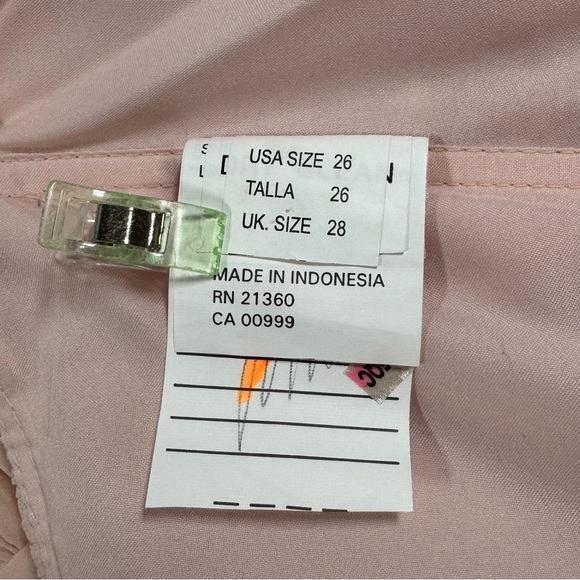 USA SIZE 26
TALLA 26
UK. SIZE 28
MADE IN INDONESIA
RN 21360
CA 00999